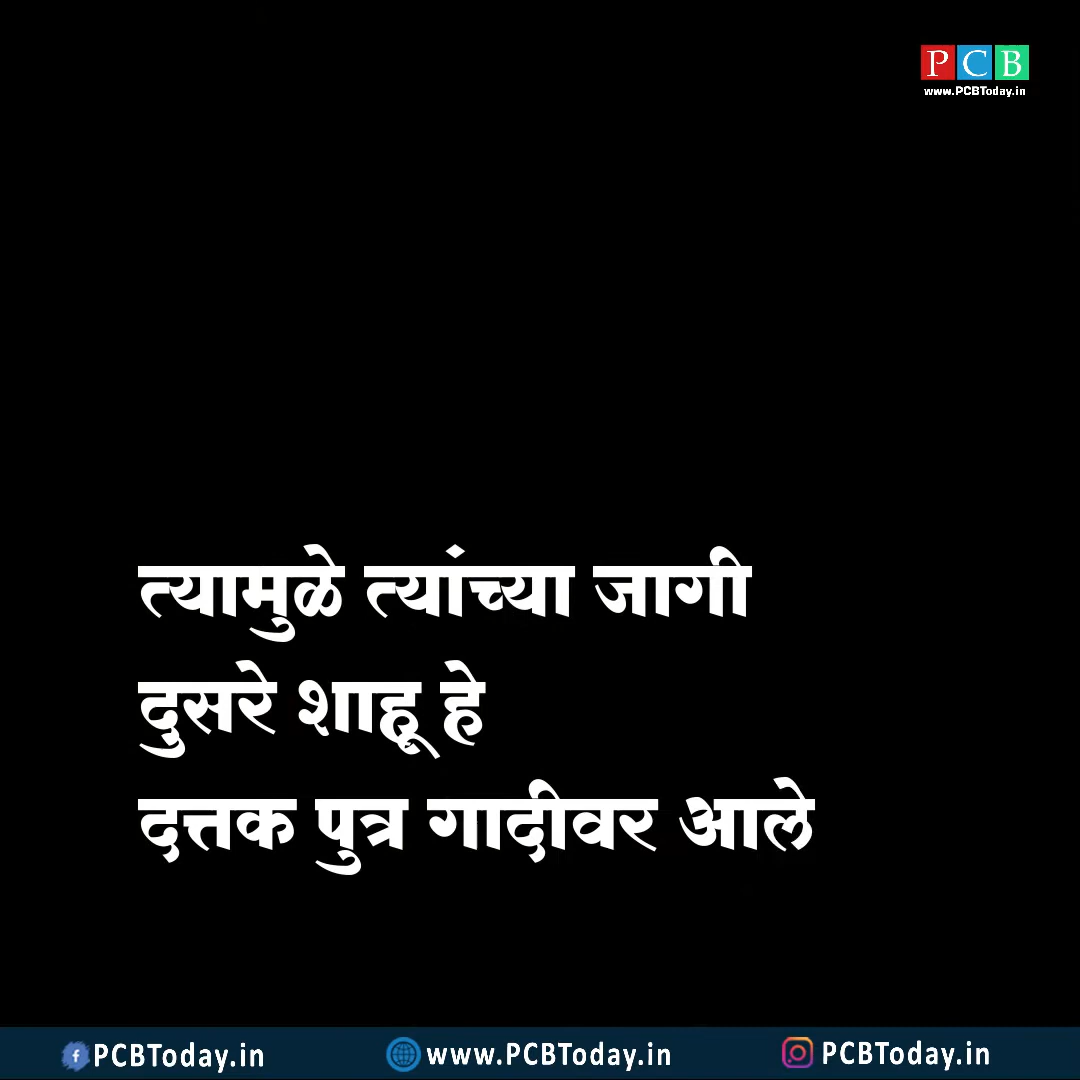 PCB
www.PCBToday.in
त्यामुळे त्यांच्या जागी
दुसरे शाहू हे
दत्तक पुत्र गादीवर आले
PCBToday.in www.PCBToday.in PCBToday.in